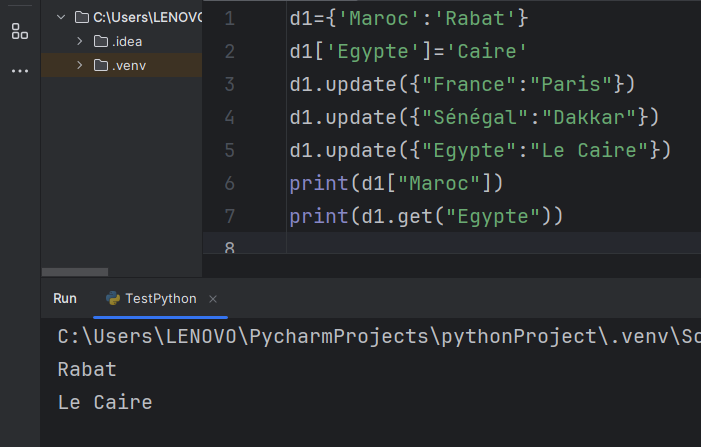 C:\Users\LENOVO
.idea
.venv
1 d1={'Maroc':'Rabat'}
2 d1['Egypte']='Caire'
3 d1.update({"France":"Paris"})
4 d1.update({"Sénégal":"Dakkar"})
5 d1.update({"Egypte":"Le Caire"})
6 print(d1["Maroc"])
7 print(d1.get("Egypte"))
8
Run TestPython ×
C:\Users\LENOVO\PycharmProjects\pythonProject\.venv\Sc
Rabat
Le Caire